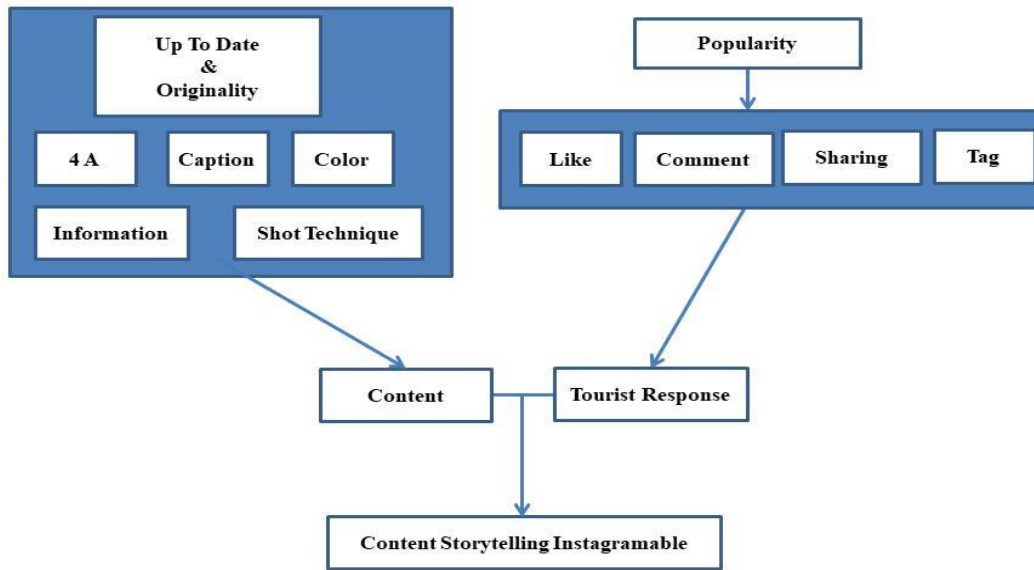 Up To Date
&
Originality
4 A
Caption
Color
Information
Shot Technique
Popularity
Like
Comment
Sharing
Tag
Content
Tourist Response
Content Storytelling Instagramable